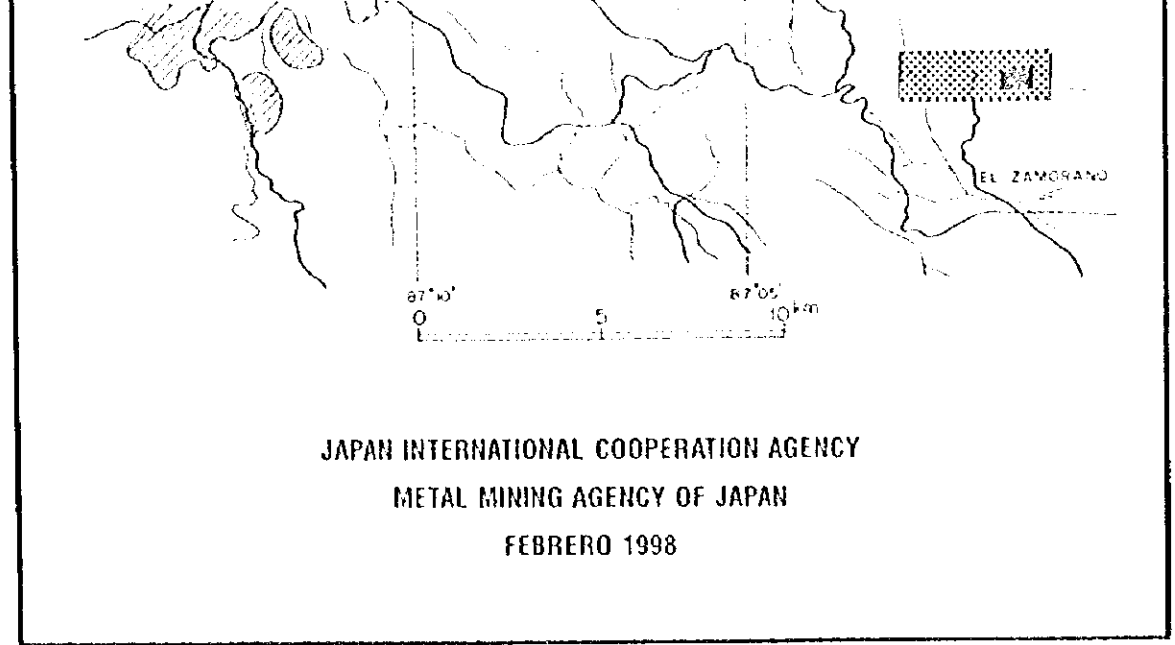 EL ZAMORANO
87°10'
87°05'
0 5 10km
JAPAN INTERNATIONAL COOPERATION AGENCY
METAL MINING AGENCY OF JAPAN
FEBRERO 1998